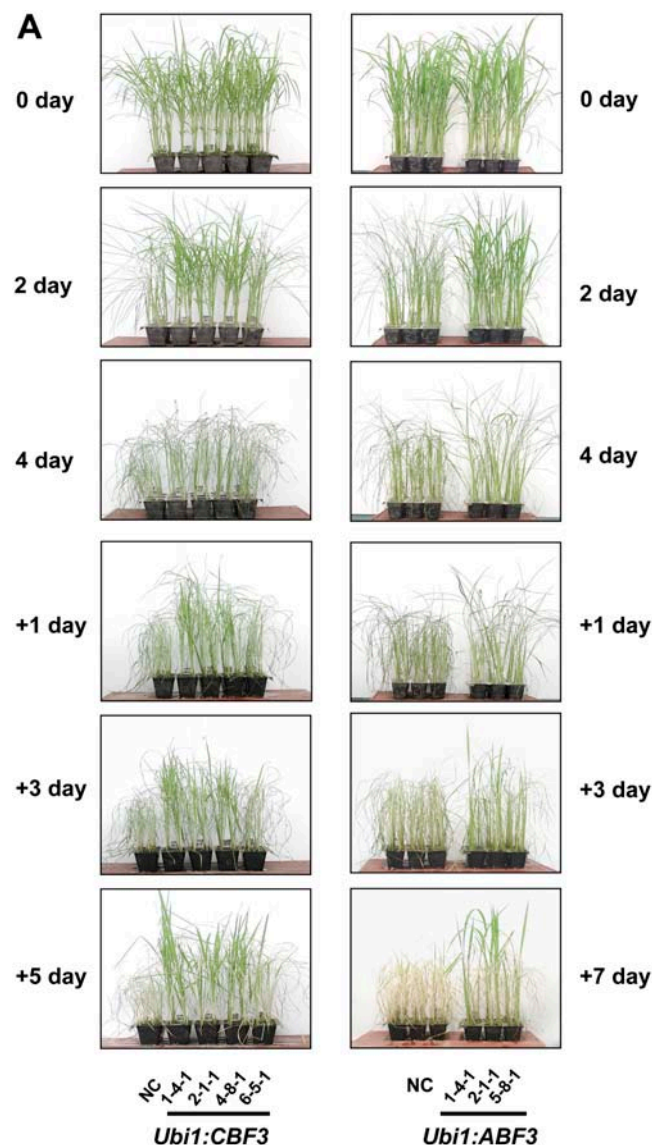 A
0 day
0 day
2 day
2 day
4 day
4 day
+1 day
+1 day
+3 day
+3 day
+5 day
+7 day
NC 1-4-1 2-1-1 4-8-1 6-5-1
NC 1-4-1 2-1-1 5-8-1
Ubi1:CBF3
Ubi1:ABF3